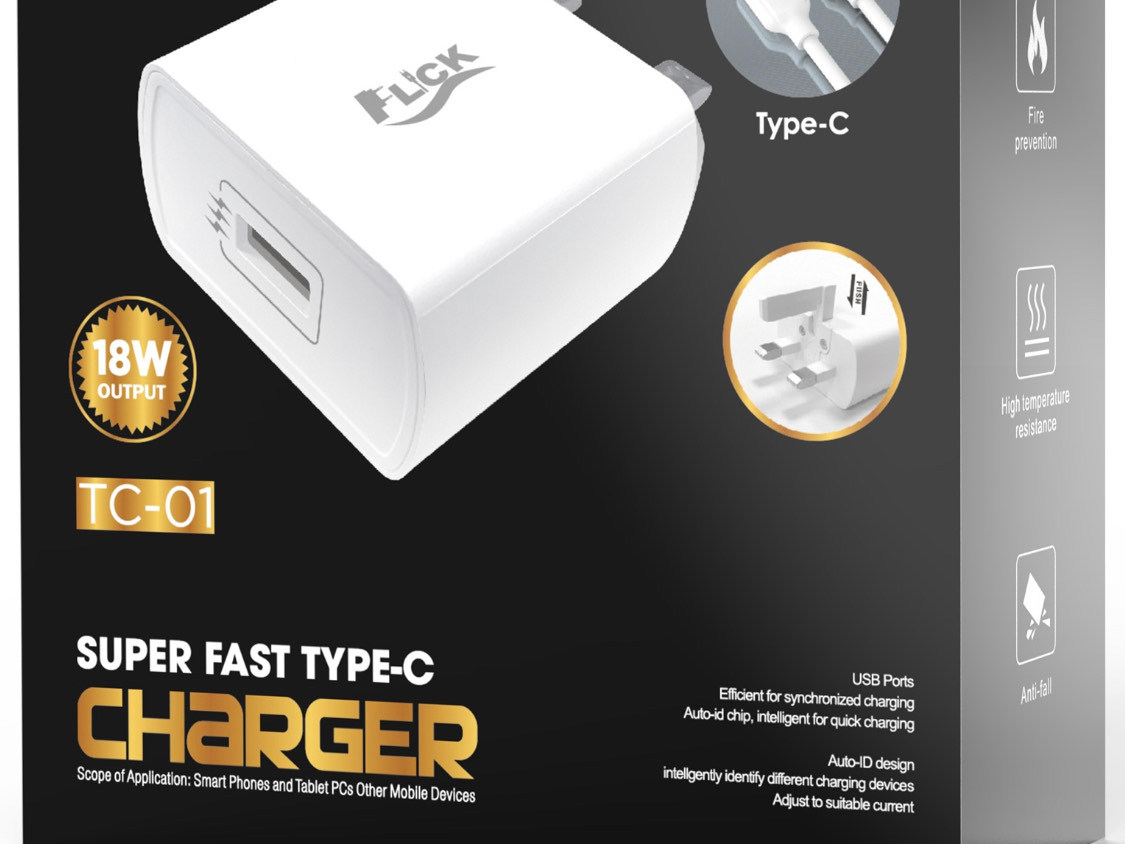 FLICK
Type-C
PUSH
18W
OUTPUT
TC-01
SUPER FAST TYPE-C
CHARGER
Scope of Application: Smart Phones and Tablet PCs Other Mobile Devices
USB Ports
Efficient for synchronized charging
Auto-id chip, intelligent for quick charging
Auto-ID design
intellgently identify different charging devices
Adjust to suitable current
Fire
prevention
High temperature
resistance
Anti-fall